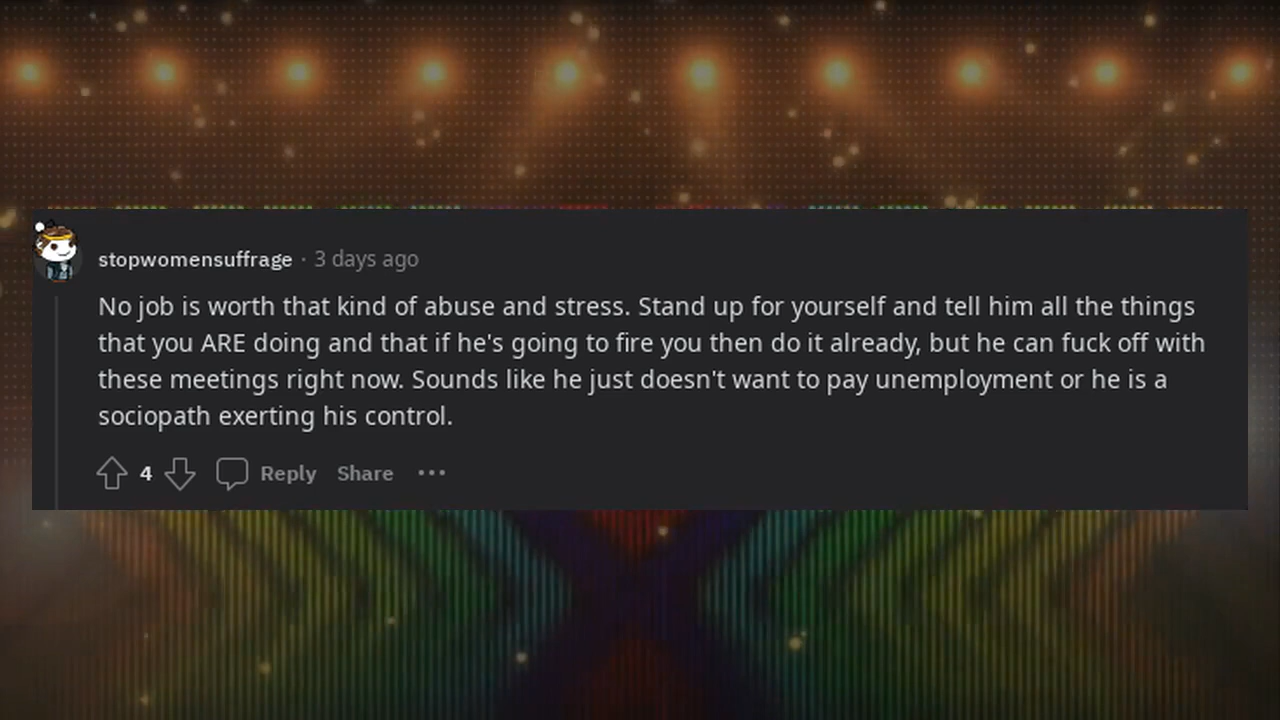 stopwomensuffrage · 3 days ago
No job is worth that kind of abuse and stress. Stand up for yourself and tell him all the things
that you ARE doing and that if he's going to fire you then do it already, but he can fuck off with
these meetings right now. Sounds like he just doesn't want to pay unemployment or he is a
sociopath exerting his control.
4 Reply Share ···